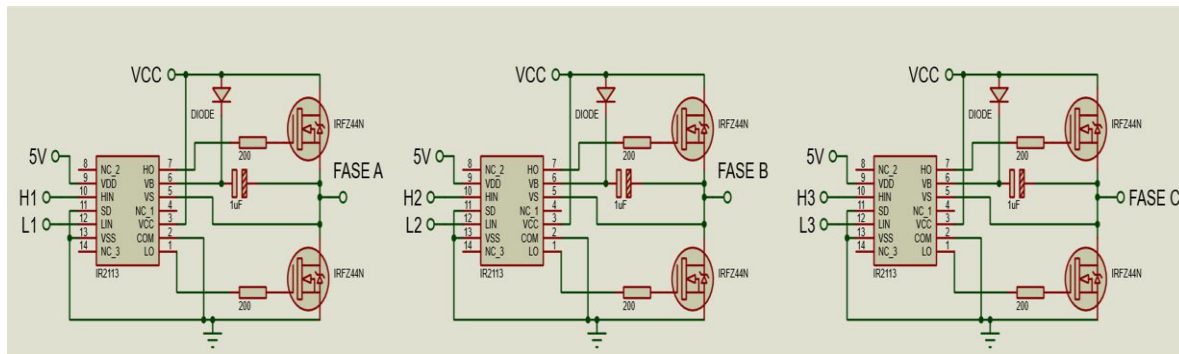 VCC
DIODE
IRFZ44N
200
FASE A
5V
H1
L1
8 NC_2 HO 7
9 VDD VB 6
10 HIN VS 5
11 SD NC_1 4
12 LIN VCC 3
13 VSS COM 2
14 NC_3 LO 1
IR2113
1uF
IRFZ44N
200
VCC
DIODE
IRFZ44N
200
FASE B
5V
H2
L2
8 NC_2 HO 7
9 VDD VB 6
10 HIN VS 5
11 SD NC_1 4
12 LIN VCC 3
13 VSS COM 2
14 NC_3 LO 1
IR2113
1uF
IRFZ44N
200
VCC
DIODE
IRFZ44N
200
FASE C
5V
H3
L3
8 NC_2 HO 7
9 VDD VB 6
10 HIN VS 5
11 SD NC_1 4
12 LIN VCC 3
13 VSS COM 2
14 NC_3 LO 1
IR2113
1uF
IRFZ44N
200